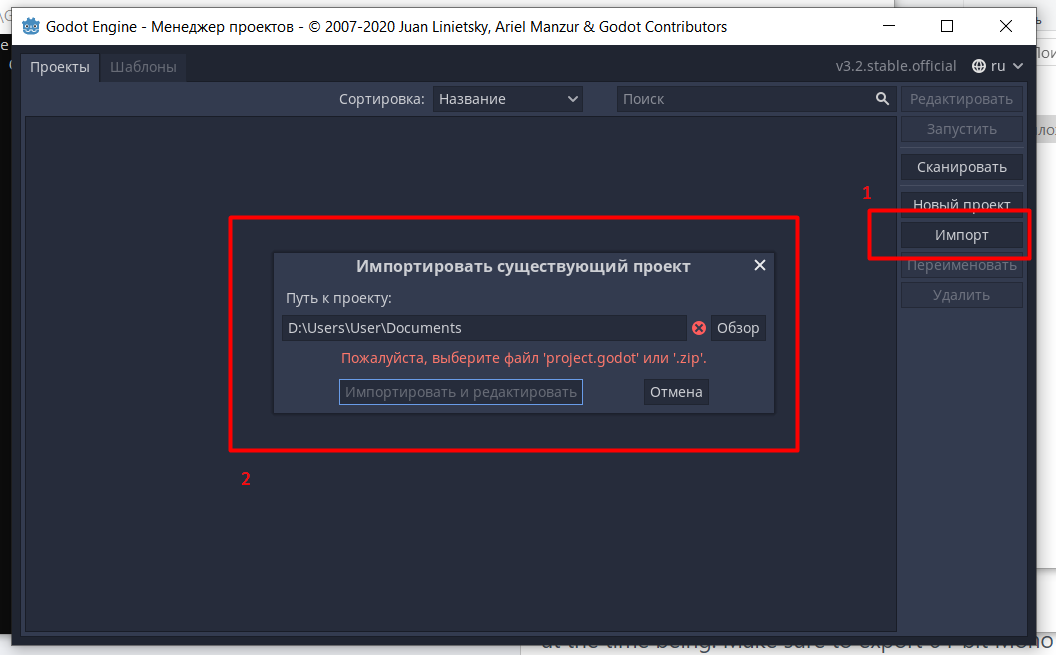 Godot Engine - Менеджер проектов - © 2007-2020 Juan Linietsky, Ariel Manzur & Godot Contributors
Проекты Шаблоны v3.2.stable.official ru
Сортировка: Название Поиск Редактировать
Запустить
Сканировать
1
Новый проект
Импорт
Переименовать
Удалить
Импортировать существующий проект
Путь к проекту:
D:\Users\User\Documents Обзор
Пожалуйста, выберите файл 'project.godot' или '.zip'.
Импортировать и редактировать Отмена
2
at the time being. Make sure to export 64-bit Mono